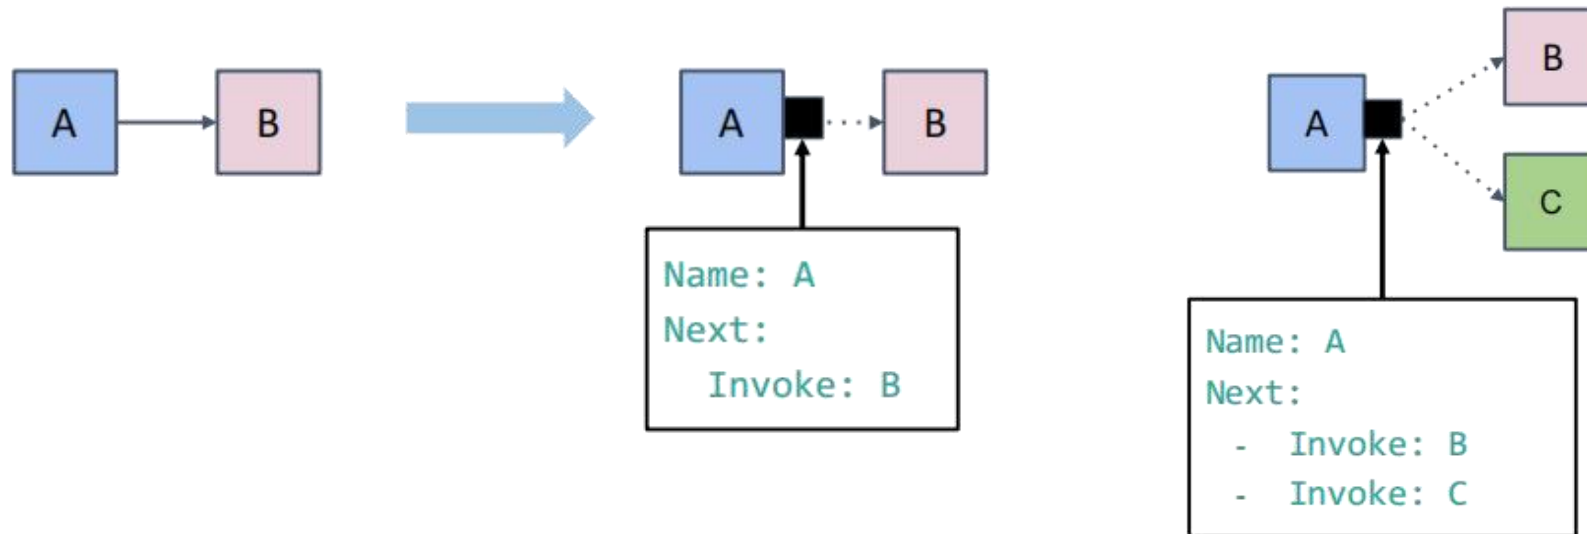 A
B
A
B
Name: A
Next:
Invoke: B
A
B
C
Name: A
Next:
- Invoke: B
- Invoke: C